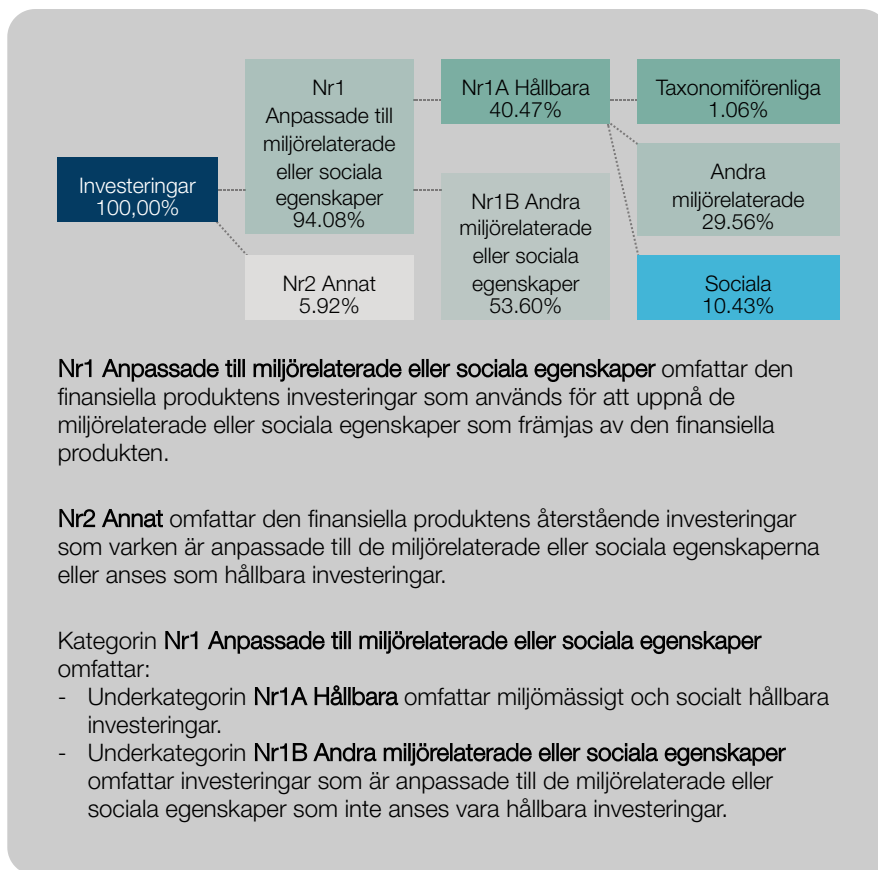 Investeringar
100,00%
Nr1
Anpassade till
miljörelaterade
eller sociala
egenskaper
94.08%
Nr2 Annat
5.92%
Nr1A Hållbara
40.47%
Nr1B Andra
miljörelaterade
eller sociala
egenskaper
53.60%
Taxonomiförenliga
1.06%
Andra
miljörelaterade
29.56%
Sociala
10.43%
Nr1 Anpassade till miljörelaterade eller sociala egenskaper omfattar den
finansiella produktens investeringar som används för att uppnå de
miljörelaterade eller sociala egenskaper som främjas av den finansiella
produkten.
Nr2 Annat omfattar den finansiella produktens återstående investeringar
som varken är anpassade till de miljörelaterade eller sociala egenskaperna
eller anses som hållbara investeringar.
Kategorin Nr1 Anpassade till miljörelaterade eller sociala egenskaper
omfattar:
- Underkategorin Nr1A Hållbara omfattar miljömässigt och socialt hållbara
investeringar.
- Underkategorin Nr1B Andra miljörelaterade eller sociala egenskaper
omfattar investeringar som är anpassade till de miljörelaterade eller
sociala egenskaper som inte anses vara hållbara investeringar.